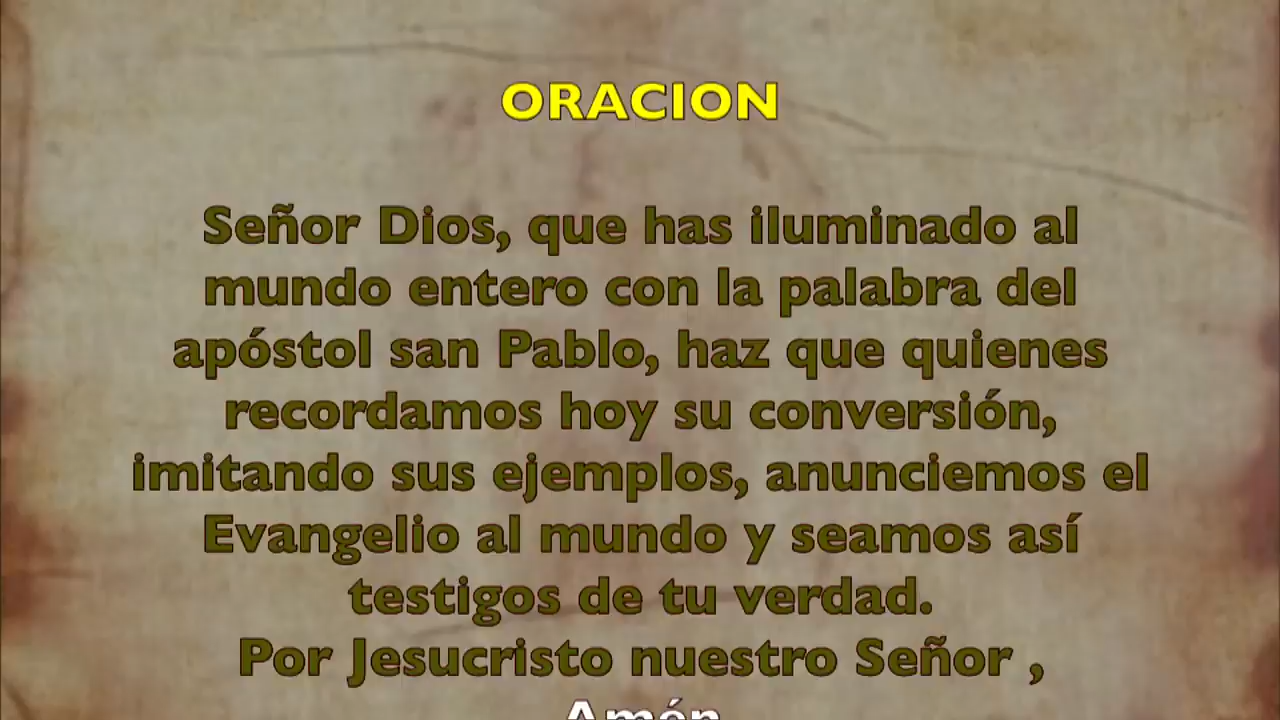 ORACION
Señor Dios, que has iluminado al
mundo entero con la palabra del
apóstol san Pablo, haz que quienes
recordamos hoy su conversión,
imitando sus ejemplos, anunciemos el
Evangelio al mundo y seamos así
testigos de tu verdad.
Por Jesucristo nuestro Señor ,
Amén